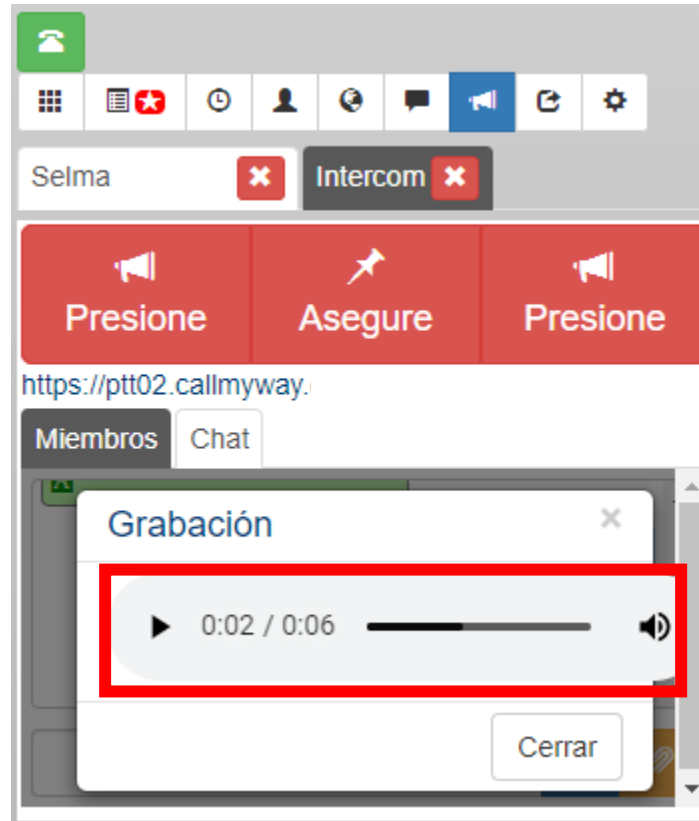 Selma Intercom
Presione Asegure Presione
https://ptt02.callmyway.
Miembros Chat
Grabación
0:02 / 0:06
Cerrar